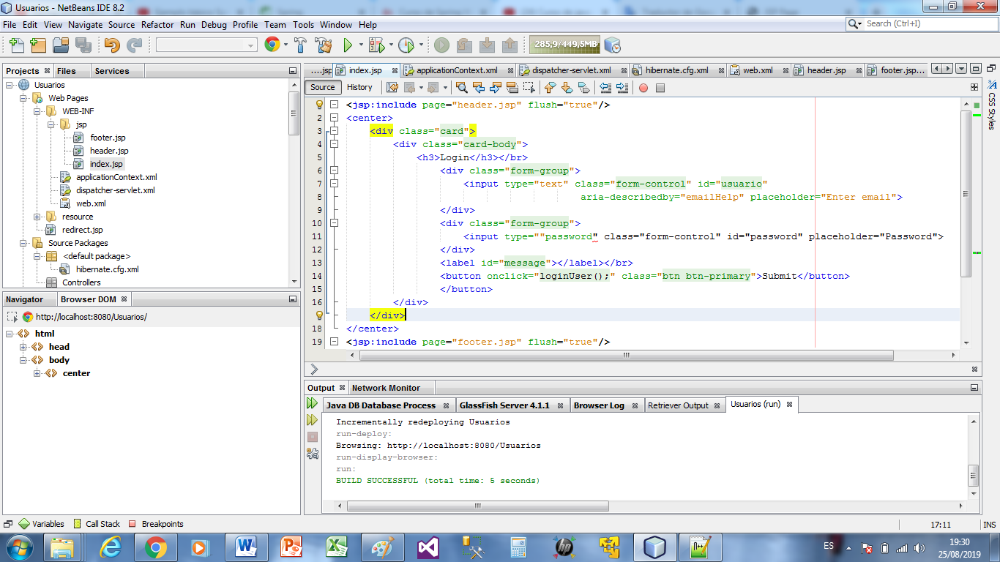 Usuarios - NetBeans IDE 8.2
File Edit View Navigate Source Refactor Run Debug Profile Team Tools Window Help
Search (Ctrl+I)
285,9/449,5MB
Projects Files Services
Usuarios
Web Pages
WEB-INF
jsp
footer.jsp
header.jsp
index.jsp
applicationContext.xml
dispatcher-servlet.xml
web.xml
resource
redirect.jsp
Source Packages
<default package>
hibernate.cfg.xml
Controllers
Navigator Browser DOM
http://localhost:8080/Usuarios/
html
head
body
center
....jsp index.jsp applicationContext.xml dispatcher-servlet.xml hibernate.cfg.xml web.xml header.jsp footer.jsp...
Source History
<jsp:include page="header.jsp" flush="true"/>
2 <center>
3 <div class="card">
4 <div class="card-body">
5 <h3>Login</h3></br>
6 <div class="form-group">
7 <input type="text" class="form-control" id="usuario"
8 aria-describedby="emailHelp" placeholder="Enter email">
9 </div>
10 <div class="form-group">
11 <input type=""password" class="form-control" id="password" placeholder="Password">
12 </div>
13 <label id="message"></label></br>
14 <button onclick="loginUser();" class="btn btn-primary">Submit</button>
15 </button>
16 </div>
</div>
18 </center>
19 <jsp:include page="footer.jsp" flush="true"/>
CSS Styles
Output Network Monitor
Java DB Database Process GlassFish Server 4.1.1 Browser Log Retriever Output Usuarios (run)
Incrementally redeploying Usuarios
run-deploy:
Browsing: http://localhost:8080/Usuarios
run-display-browser:
run:
BUILD SUCCESSFUL (total time: 5 seconds)
Variables Call Stack Breakpoints
17:11 INS
ES
19:30
25/08/2019